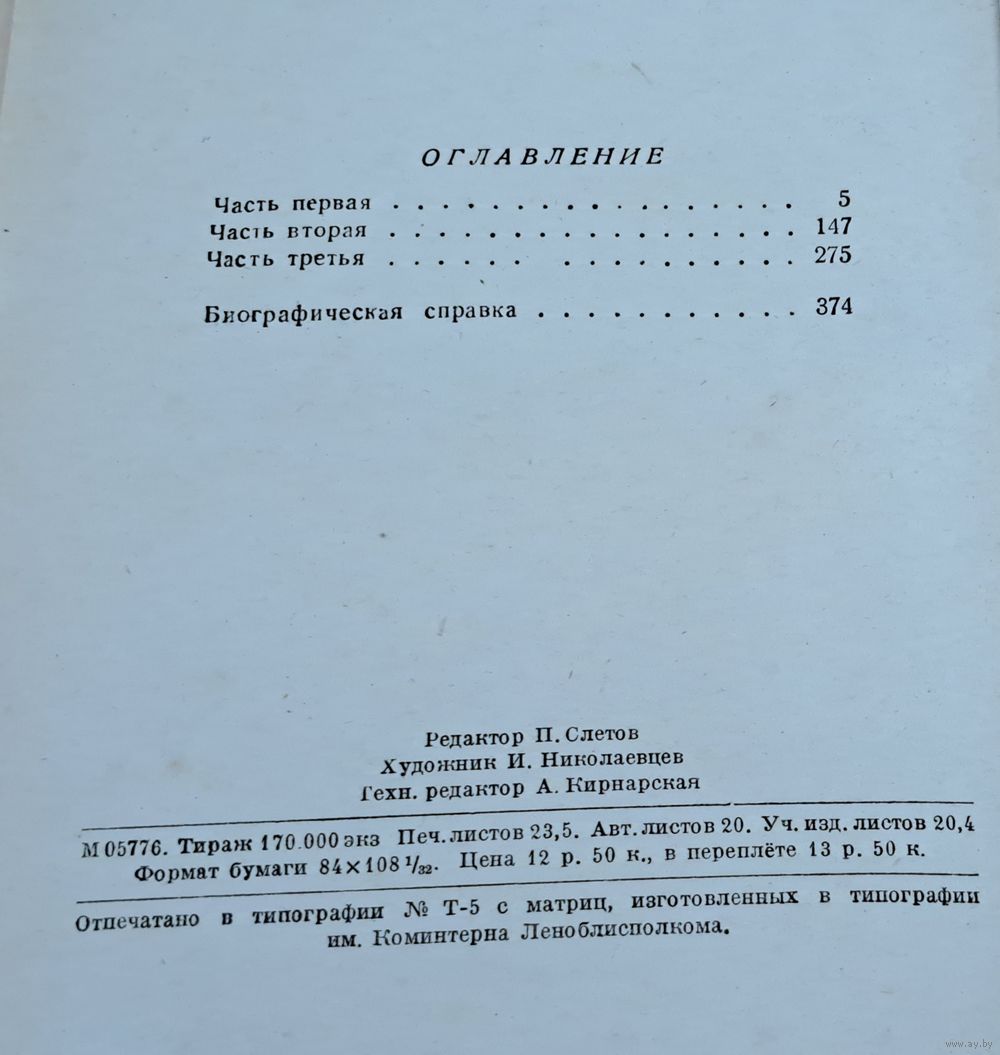 ОГЛАВЛЕНИЕ
Часть первая . . . . . . . . . . . . . . . . . 5
Часть вторая . . . . . . . . . . . . . . . . . 147
Часть третья . . . . . . . . . . . . . . . . 275
Биографическая справка . . . . . . . . . . . 374
Редактор П. Слетов
Художник И. Николаевцев
Техн. редактор А. Кирнарская
М 05776. Тираж 170.000 экз Печ. листов 23,5. Авт. листов 20. Уч. изд. листов 20,4
Формат бумаги 84×108 1/32. Цена 12 р. 50 к., в переплёте 13 р. 50 к.
Отпечатано в типографии № Т-5 с матриц, изготовленных в типографии
им. Коминтерна Леноблисполкома.
www.ay.by